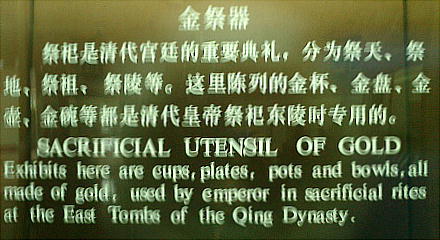 金祭器
祭祀是清代宫廷的重要典礼，分为祭天、祭
地、祭祖、祭陵等。这里陈列的金杯、金盘、金
壶、金碗等都是清代皇帝祭祀东陵时专用的。
SACRIFICIAL UTENSIL OF GOLD
Exhibits here are cups, plates, pots and bowls, all
made of gold, used by emperor in sacrificial rites
at the East Tombs of the Qing Dynasty.